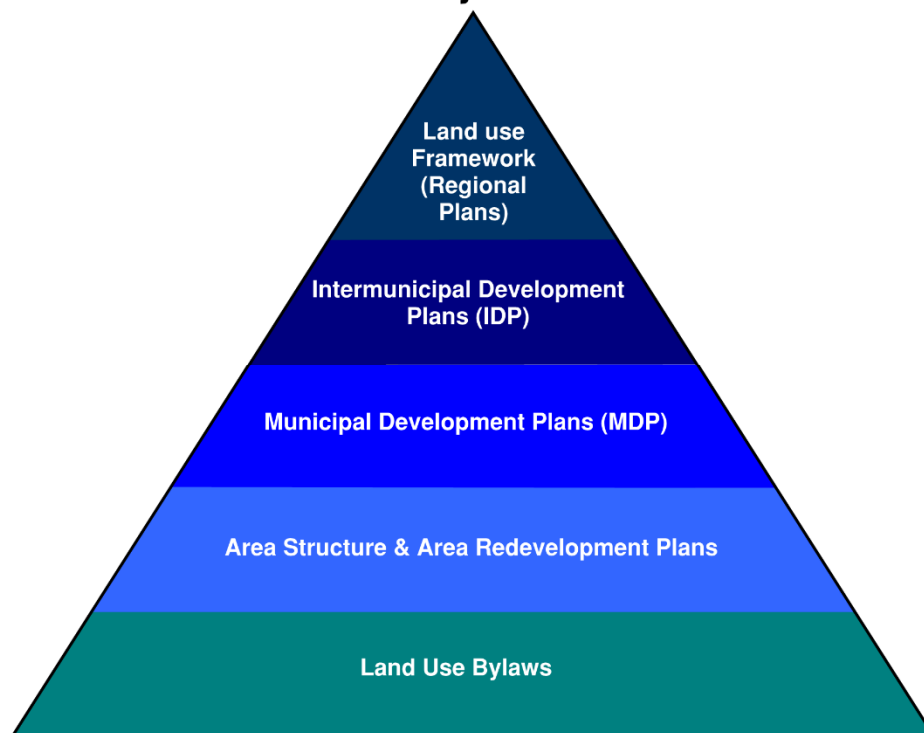 Land use
Framework
(Regional
Plans)
Intermunicipal Development
Plans (IDP)
Municipal Development Plans (MDP)
Area Structure & Area Redevelopment Plans
Land Use Bylaws